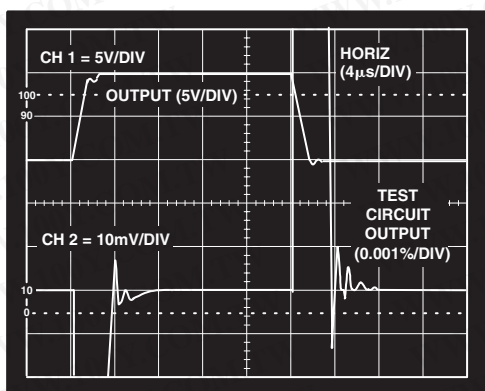 CH 1 = 5V/DIV
HORIZ
(4µs/DIV)
100
OUTPUT (5V/DIV)
90
TEST
CIRCUIT
OUTPUT
(0.001%/DIV)
CH 2 = 10mV/DIV
10
0